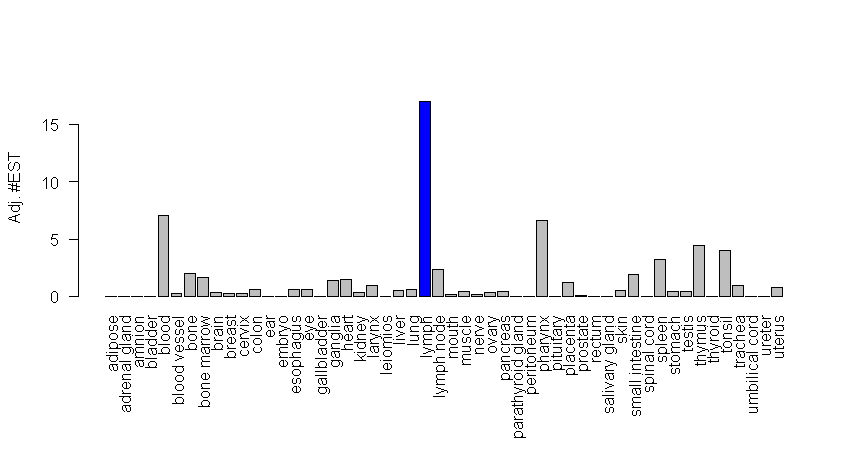 Adj. #EST
15
10
5
0
adipose
adrenal gland
amnion
bladder
blood
blood vessel
bone
bone marrow
brain
breast
cervix
colon
ear
embryo
esophagus
eye
gallbladder
ganglia
heart
kidney
larynx
leiomios
liver
lung
lymph
lymph node
mouth
muscle
nerve
ovary
pancreas
parathyroid gland
peritoneum
pharynx
pituitary
placenta
prostate
rectum
salivary gland
skin
small intestine
spinal cord
spleen
stomach
testis
thymus
thyroid
tonsil
trachea
umbilical cord
ureter
uterus